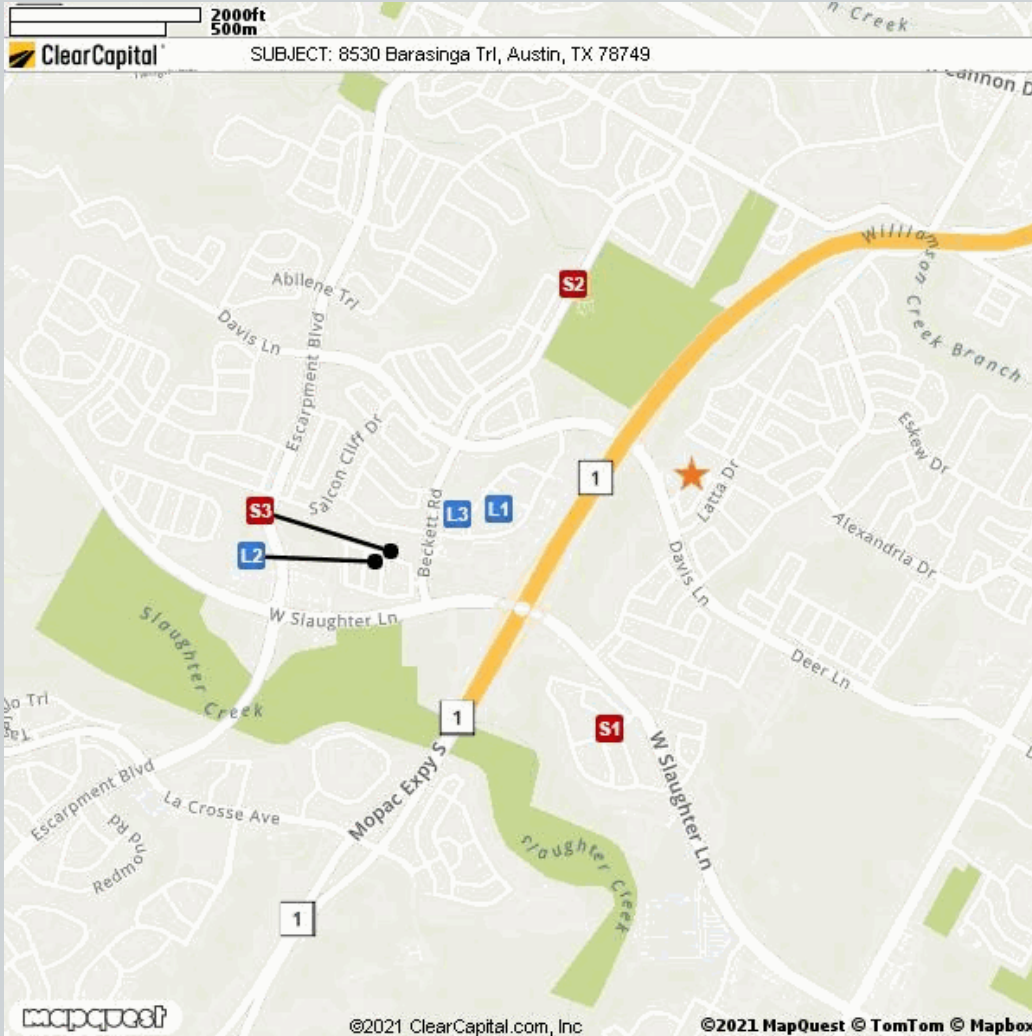 2000ft
500m
n Creek
ClearCapital
SUBJECT: 8530 Barasinga Trl, Austin, TX 78749
Cannon D
Williamson Creek Branch
S2
Abilene Trl
Davis Ln
Escarpment Blvd
Salcon Cliff Dr
Eskew Dr
1
Latta Dr
S3
L3
L1
Beckett Rd
Alexandria Dr
L2
Davis Ln
W Slaughter Ln
Slaughter Creek
Deer Ln
o Trl
1
S1
W Slaughter Ln
Escarpment Blvd
La Crosse Ave
Mopac Expy S
Redmond Rd
Slaughter Creek
1
mapquest
©2021 ClearCapital.com, Inc
©2021 MapQuest © TomTom © Mapbox